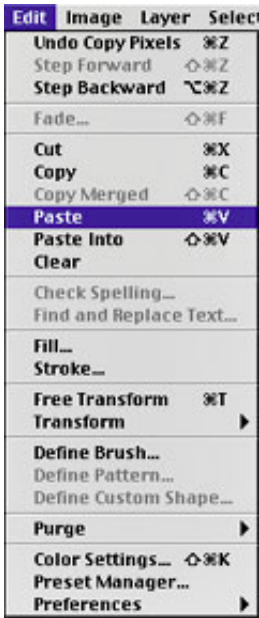 Edit Image Layer Select
Undo Copy Pixels ⌘Z
Step Forward ⇧⌘Z
Step Backward ⌥⌘Z
Fade... ⇧⌘F
Cut ⌘X
Copy ⌘C
Copy Merged ⇧⌘C
Paste ⌘V
Paste Into ⇧⌘V
Clear
Check Spelling...
Find and Replace Text...
Fill...
Stroke...
Free Transform ⌘T
Transform
Define Brush...
Define Pattern...
Define Custom Shape...
Purge
Color Settings... ⇧⌘K
Preset Manager...
Preferences